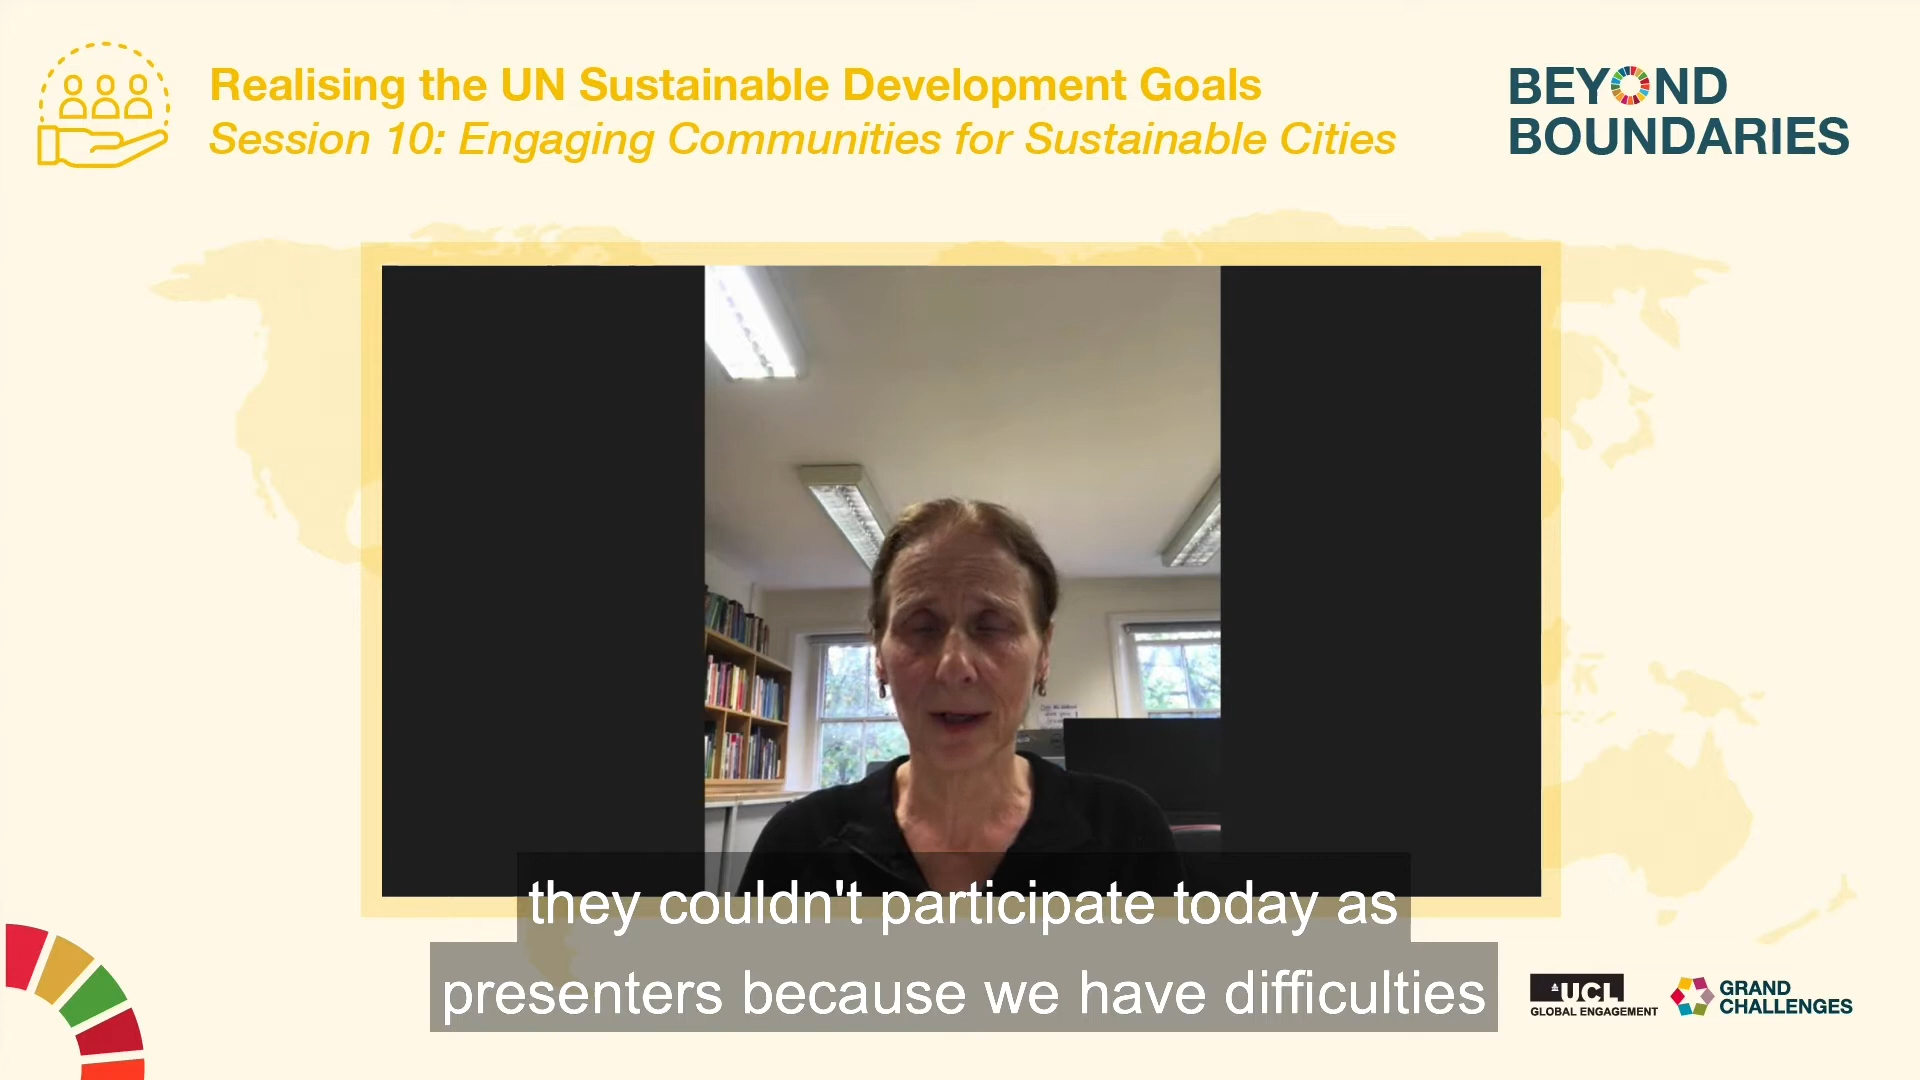 Realising the UN Sustainable Development Goals
Session 10: Engaging Communities for Sustainable Cities
BEYOND
BOUNDARIES
they couldn't participate today as
presenters because we have difficulties
UCL
GLOBAL ENGAGEMENT
GRAND
CHALLENGES